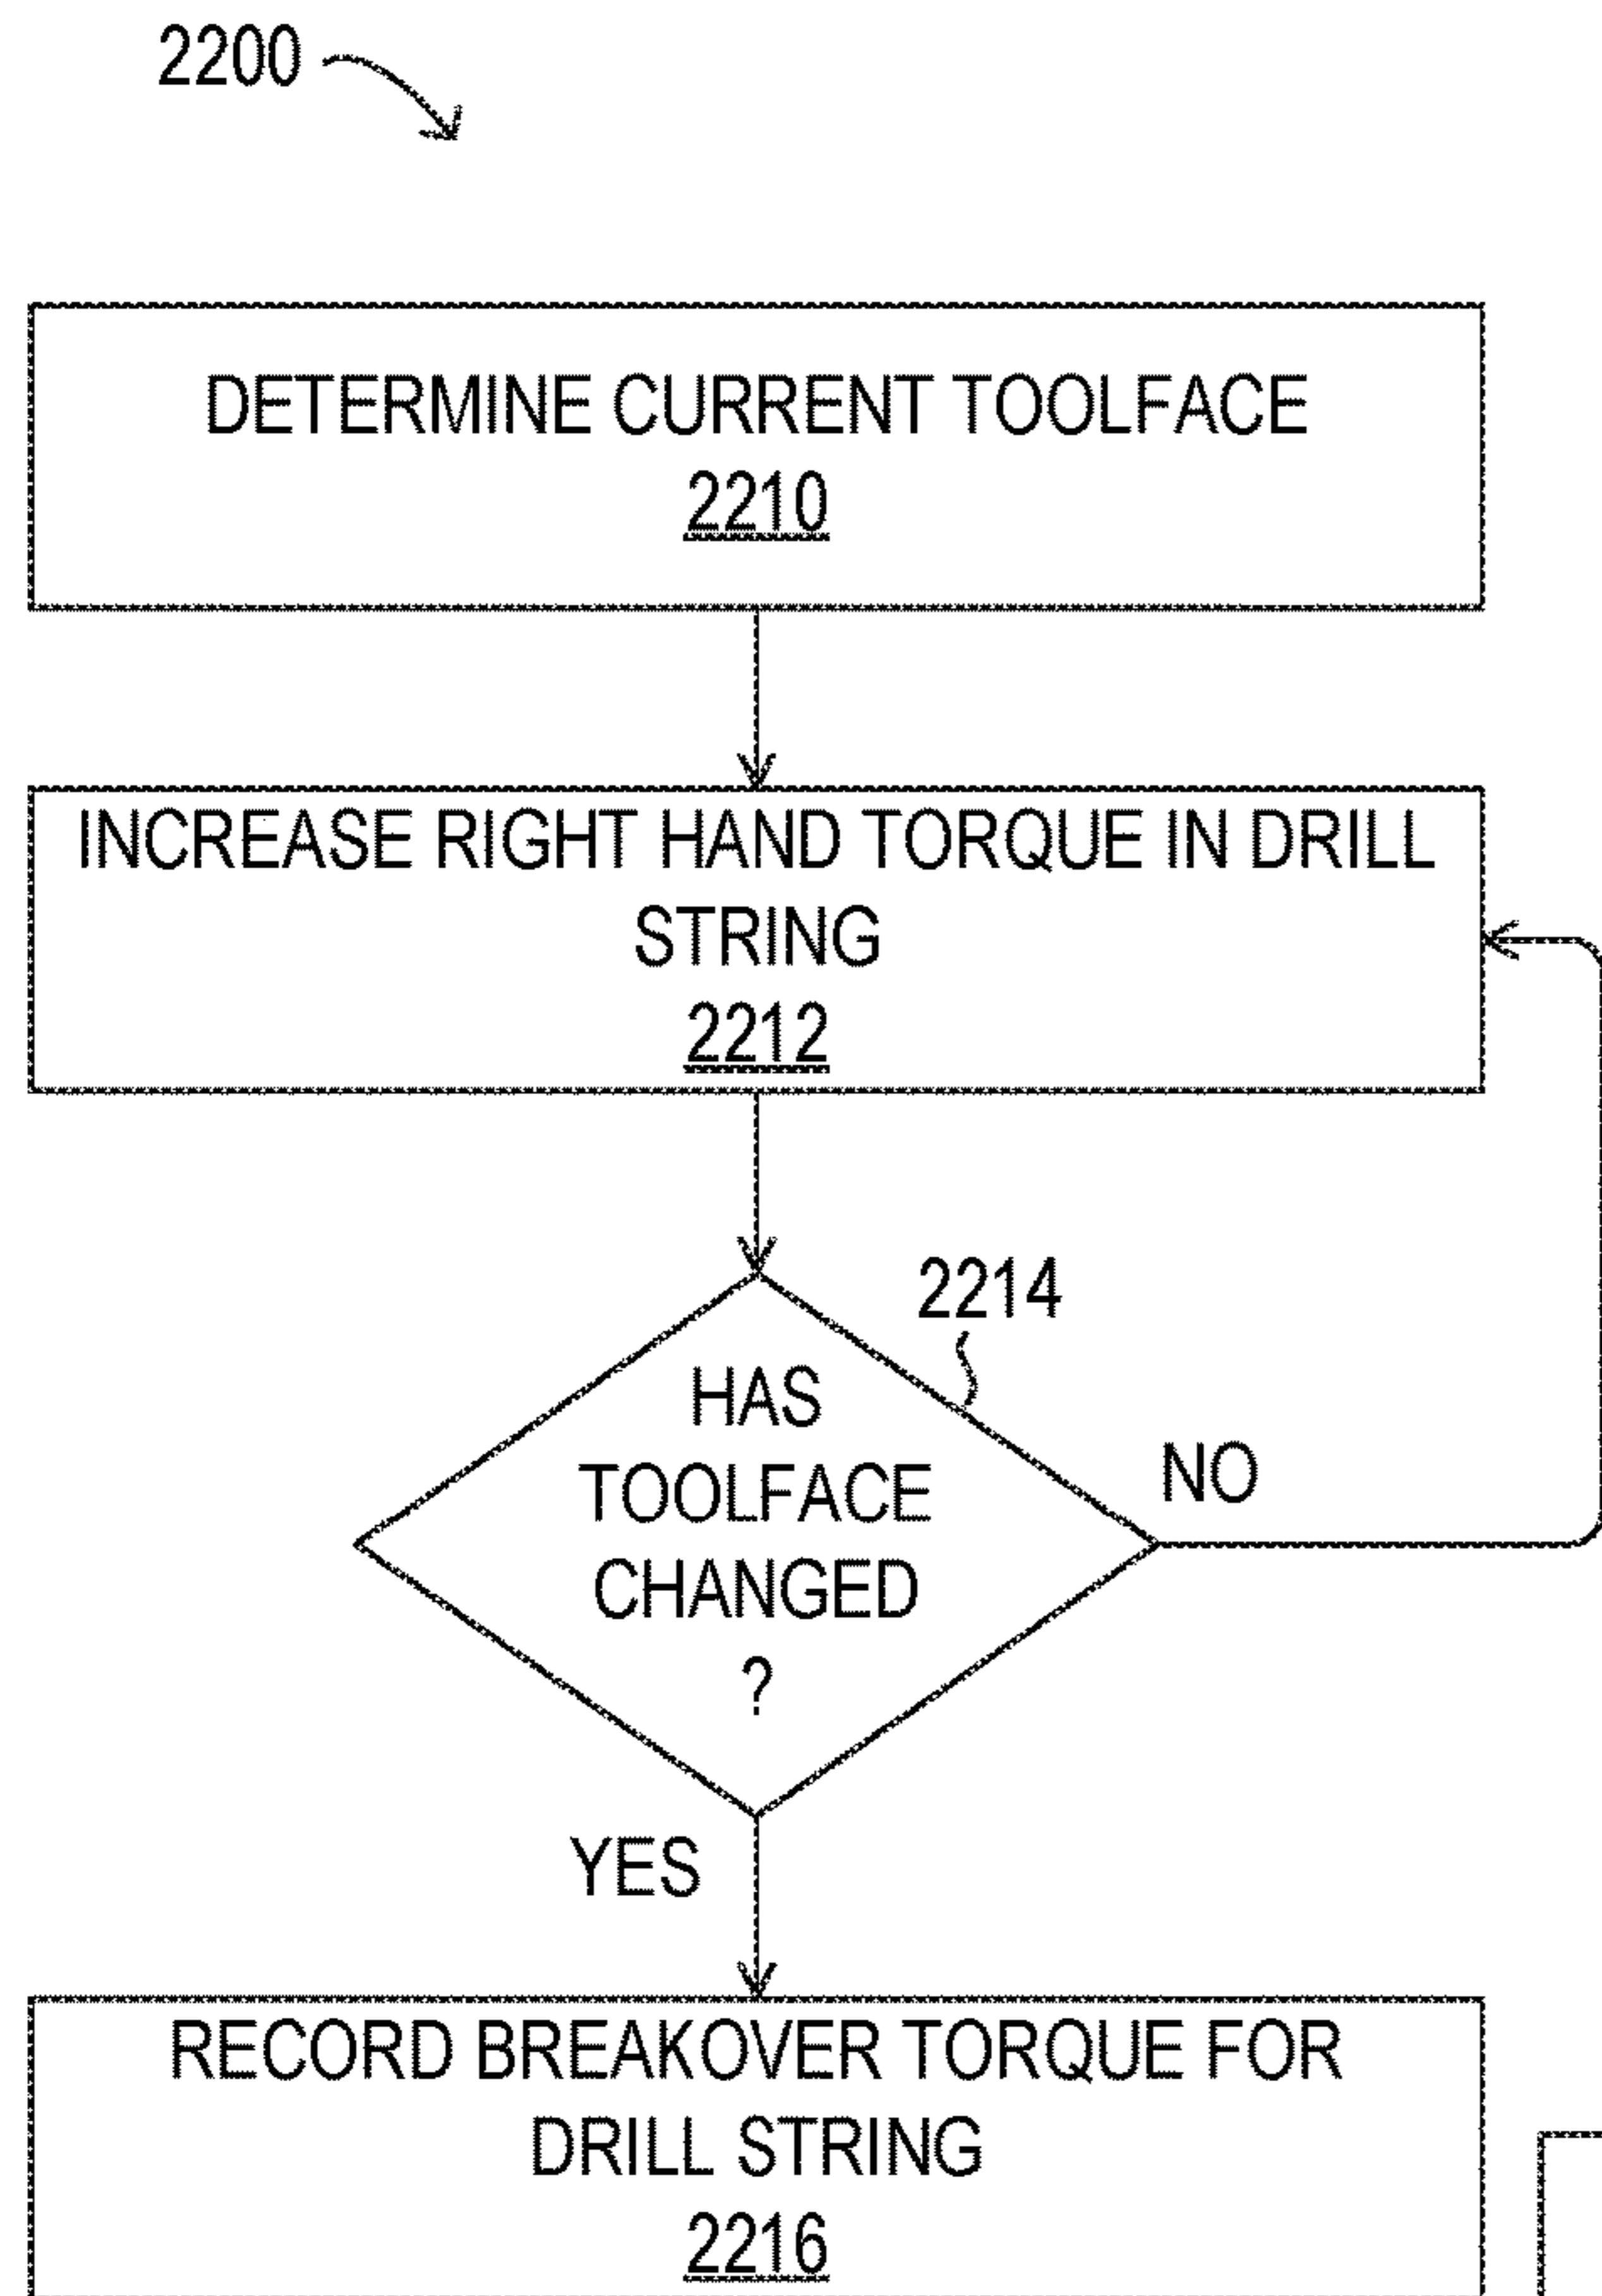 2200
DETERMINE CURRENT TOOLFACE
2210
INCREASE RIGHT HAND TORQUE IN DRILL
STRING
2212
2214
HAS
TOOLFACE
CHANGED
?
NO
YES
RECORD BREAKOVER TORQUE FOR
DRILL STRING
2216